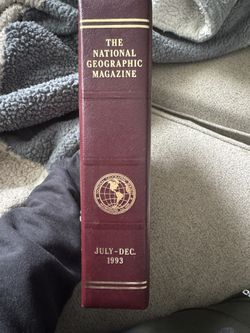 THE
NATIONAL
GEOGRAPHIC
MAGAZINE
JULY – DEC.
1993